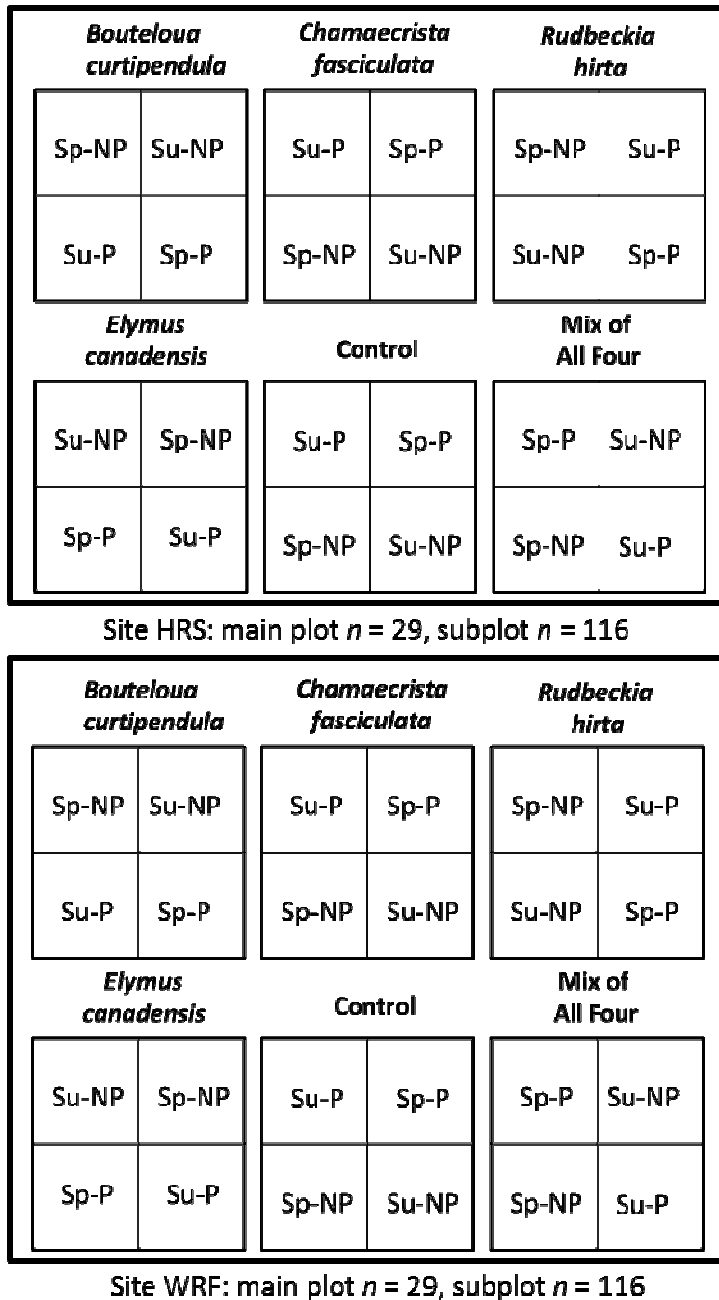 Bouteloua curtipendula
Chamaecrista fasciculata
Rudbeckia hirta
Sp-NP Su-NP
Su-P Sp-P
Su-P Sp-P
Sp-NP Su-NP
Sp-NP Su-P
Su-NP Sp-P
Elymus canadensis
Control
Mix of All Four
Su-NP Sp-NP
Sp-P Su-P
Su-P Sp-P
Sp-NP Su-NP
Sp-P Su-NP
Sp-NP Su-P
Site HRS: main plot n = 29, subplot n = 116
Bouteloua curtipendula
Chamaecrista fasciculata
Rudbeckia hirta
Sp-NP Su-NP
Su-P Sp-P
Su-P Sp-P
Sp-NP Su-NP
Sp-NP Su-P
Su-NP Sp-P
Elymus canadensis
Control
Mix of All Four
Su-NP Sp-NP
Sp-P Su-P
Su-P Sp-P
Sp-NP Su-NP
Sp-P Su-NP
Sp-NP Su-P
Site WRF: main plot n = 29, subplot n = 116